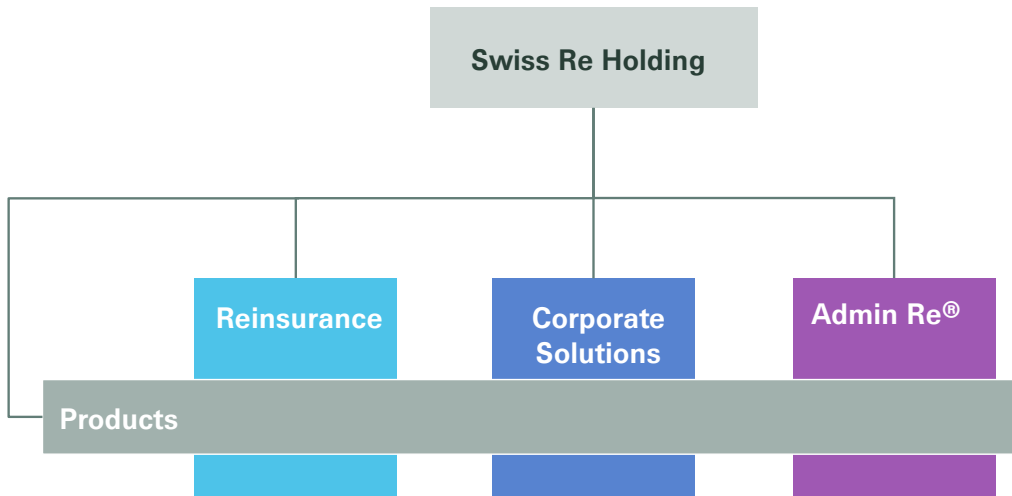 Swiss Re Holding
Reinsurance
Corporate
Solutions
Admin Re®
Products